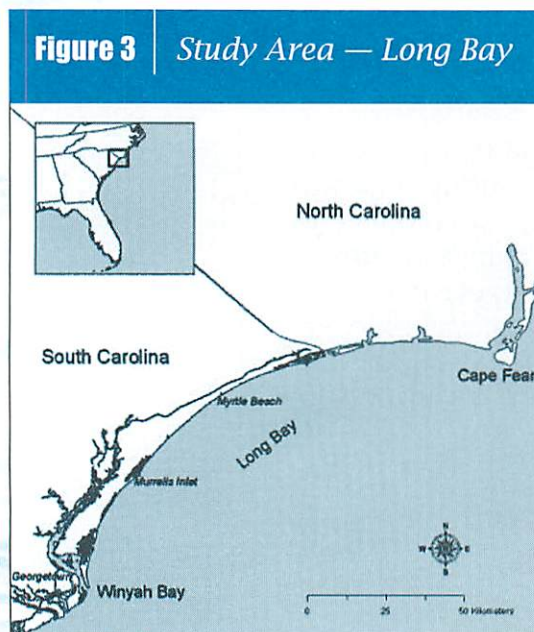 Figure 3 Study Area — Long Bay
North Carolina
South Carolina
Cape Fear
Myrtle Beach
Long Bay
Murrells Inlet
Georgetown
Winyah Bay
N
W E
S
0 25 50 Kilometers